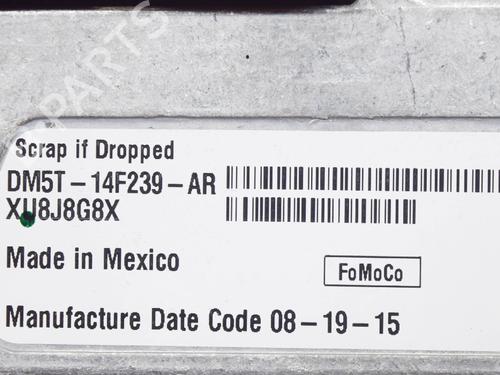 PARTS
Scrap if Dropped
DM5T-14F239-AR
XU8J8G8X
Made in Mexico
FoMoCo
Manufacture Date Code 08-19-15